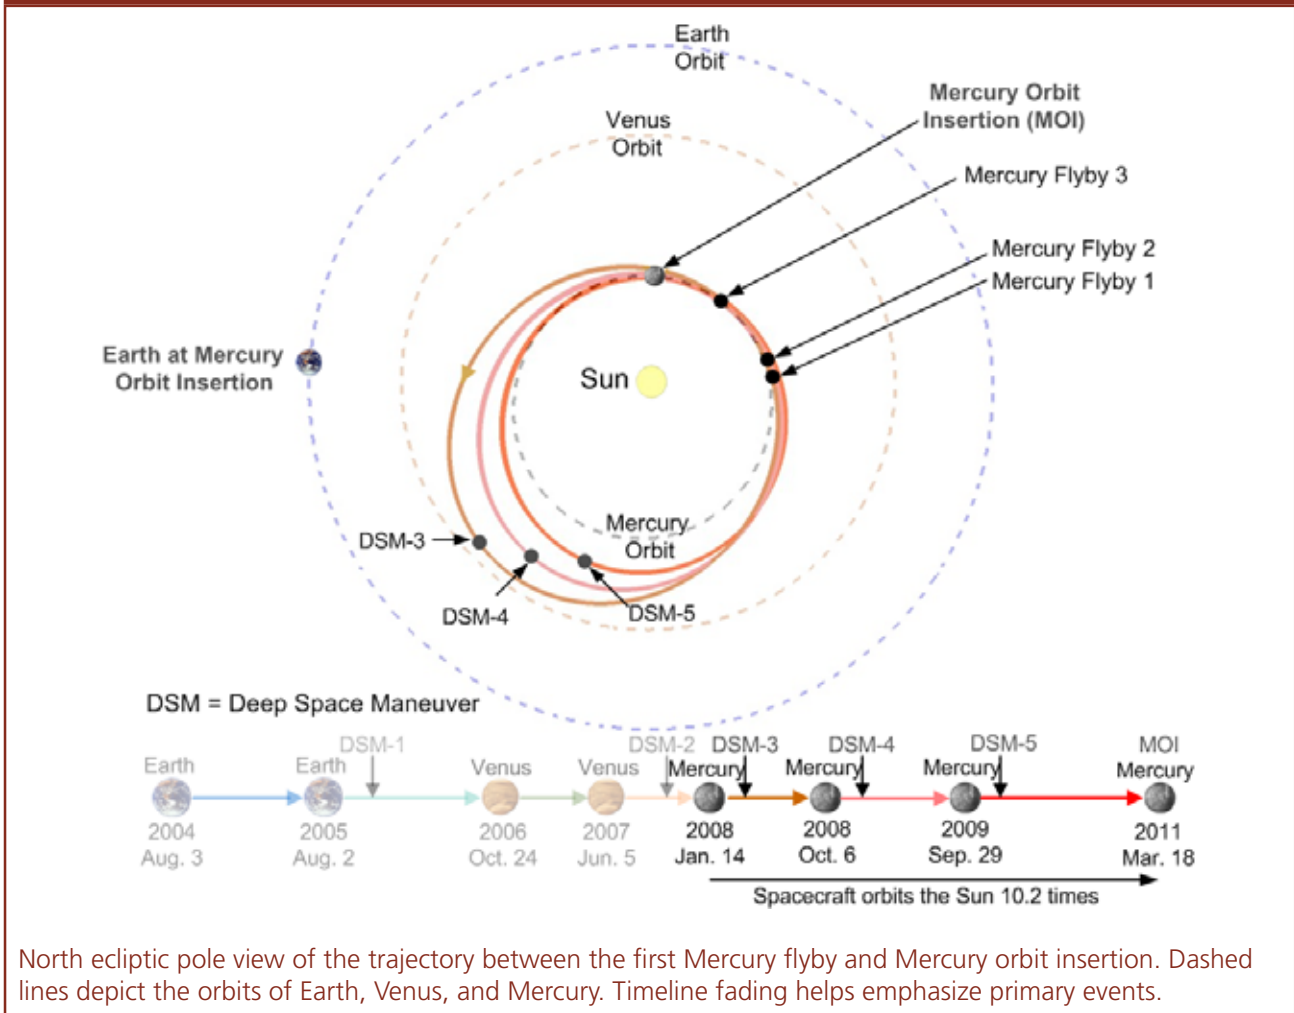 Earth
Orbit
Mercury Orbit
Insertion (MOI)
Venus
Orbit
Mercury Flyby 3
Mercury Flyby 2
Mercury Flyby 1
Earth at Mercury
Orbit Insertion
Sun
Mercury
Orbit
DSM-3
DSM-4
DSM-5
DSM = Deep Space Maneuver
DSM-1
DSM-2
DSM-3
DSM-4
DSM-5
MOI
Earth
Earth
Venus
Venus
Mercury
Mercury
Mercury
Mercury
2004
2005
2006
2007
2008
2008
2009
2011
Aug. 3
Aug. 2
Oct. 24
Jun. 5
Jan. 14
Oct. 6
Sep. 29
Mar. 18
Spacecraft orbits the Sun 10.2 times
North ecliptic pole view of the trajectory between the first Mercury flyby and Mercury orbit insertion. Dashed
lines depict the orbits of Earth, Venus, and Mercury. Timeline fading helps emphasize primary events.